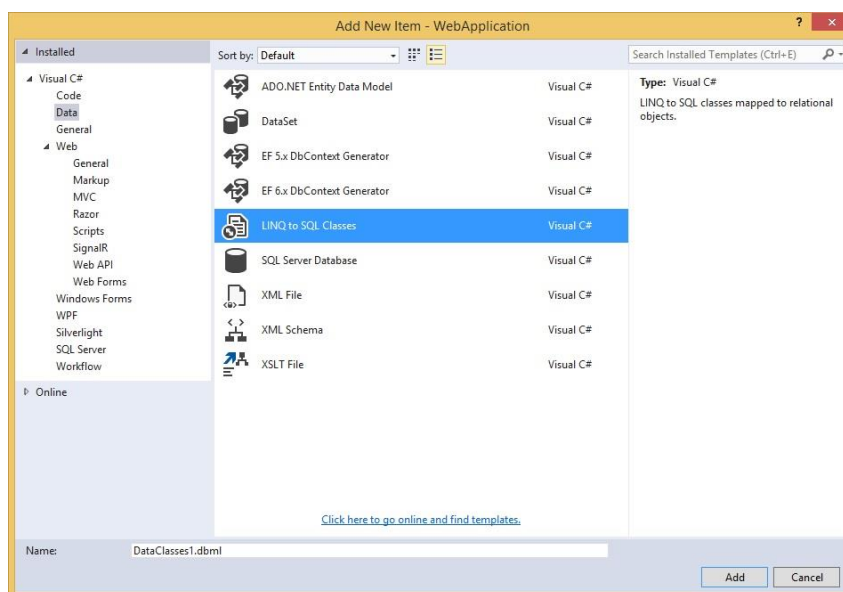 Add New Item - WebApplication
? ×
Installed
Sort by: Default
Search Installed Templates (Ctrl+E)
Visual C#
Code
Data
General
Web
General
Markup
MVC
Razor
Scripts
SignalR
Web API
Web Forms
Windows Forms
WPF
Silverlight
SQL Server
Workflow
Online
ADO.NET Entity Data Model Visual C#
DataSet Visual C#
EF 5.x DbContext Generator Visual C#
EF 6.x DbContext Generator Visual C#
LINQ to SQL Classes Visual C#
SQL Server Database Visual C#
XML File Visual C#
XML Schema Visual C#
XSLT File Visual C#
Click here to go online and find templates.
Type: Visual C#
LINQ to SQL classes mapped to relational
objects.
Name: DataClasses1.dbml
Add Cancel